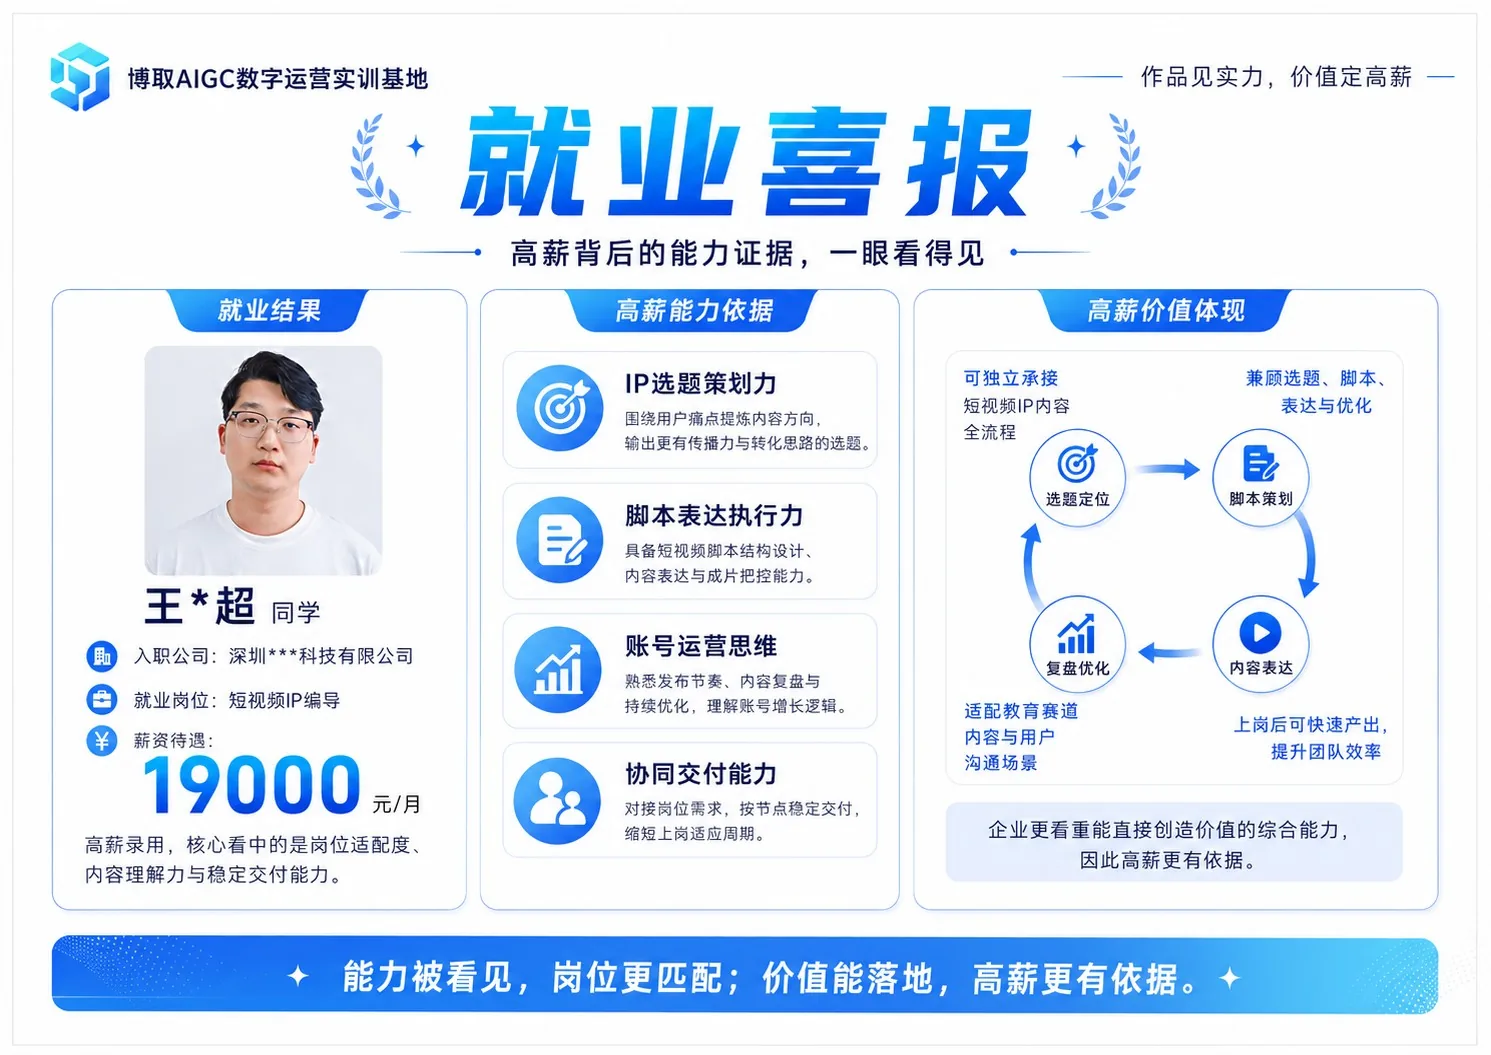 博取AIGC数字运营实训基地
作品见实力，价值定高薪
就业喜报
高薪背后的能力证据，一眼看得见
就业结果
王*超 同学
入职公司：深圳***科技有限公司
就业岗位：短视频IP编导
薪资待遇：
19000 元/月
高薪录用，核心看中的是岗位适配度、
内容理解力与稳定交付能力。
高薪能力依据
IP选题策划力
围绕用户痛点提炼内容方向，
输出更有传播力与转化思路的选题。
脚本表达执行力
具备短视频脚本结构设计、
内容表达与成片把控能力。
账号运营思维
熟悉发布节奏、内容复盘与
持续优化，理解账号增长逻辑。
协同交付能力
对接岗位需求，按节点稳定交付，
缩短上岗适应周期。
高薪价值体现
可独立承接
短视频IP内容
全流程
兼顾选题、脚本、
表达与优化
选题定位
脚本策划
复盘优化
内容表达
适配教育赛道
内容与用户
沟通场景
上岗后可快速产出，
提升团队效率
企业更看重能直接创造价值的综合能力，
因此高薪更有依据。
能力被看见，岗位更匹配；价值能落地，高薪更有依据。